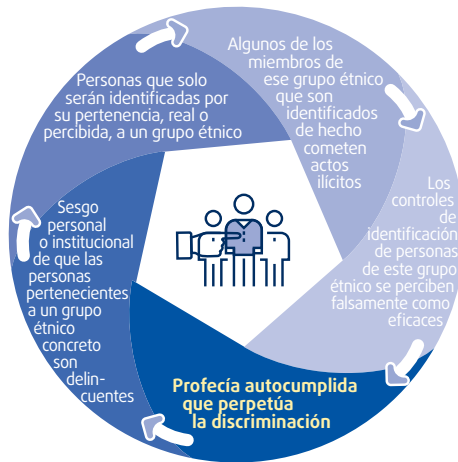 Personas que solo
serán identificadas por
su pertenencia, real o
percibida, a un grupo étnico
Algunos de los
miembros de
ese grupo étnico
que son
identificados
de hecho
cometen
actos
ilícitos
Los
controles
de
identificación
de personas
de este grupo
étnico se perciben
falsamente como
eficaces
Profecía autocumplida
que perpetúa
la discriminación
Sesgo
personal
o institucional
de que las
personas
pertenecientes
a un grupo
étnico
concreto
son
delin-
cuentes